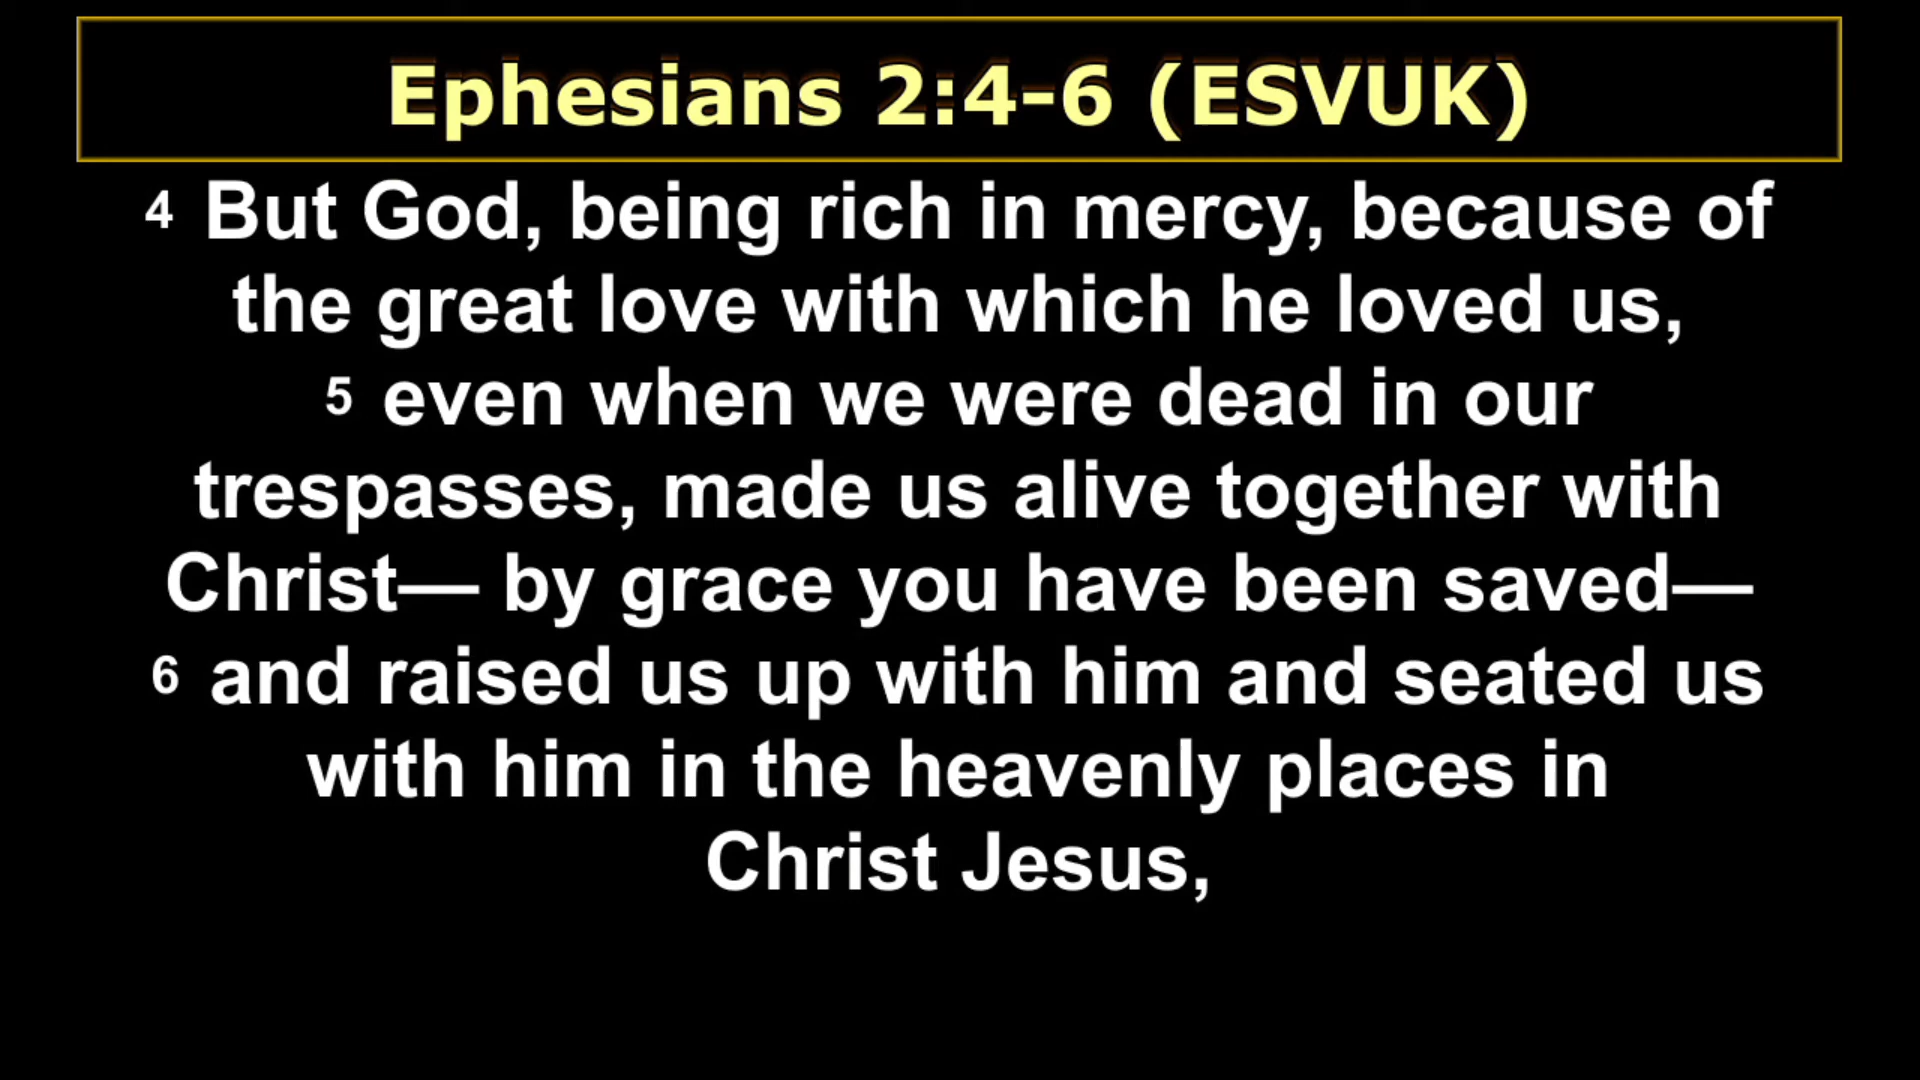 Ephesians 2:4-6 (ESVUK)
4 But God, being rich in mercy, because of
the great love with which he loved us,
5 even when we were dead in our
trespasses, made us alive together with
Christ— by grace you have been saved—
6 and raised us up with him and seated us
with him in the heavenly places in
Christ Jesus,